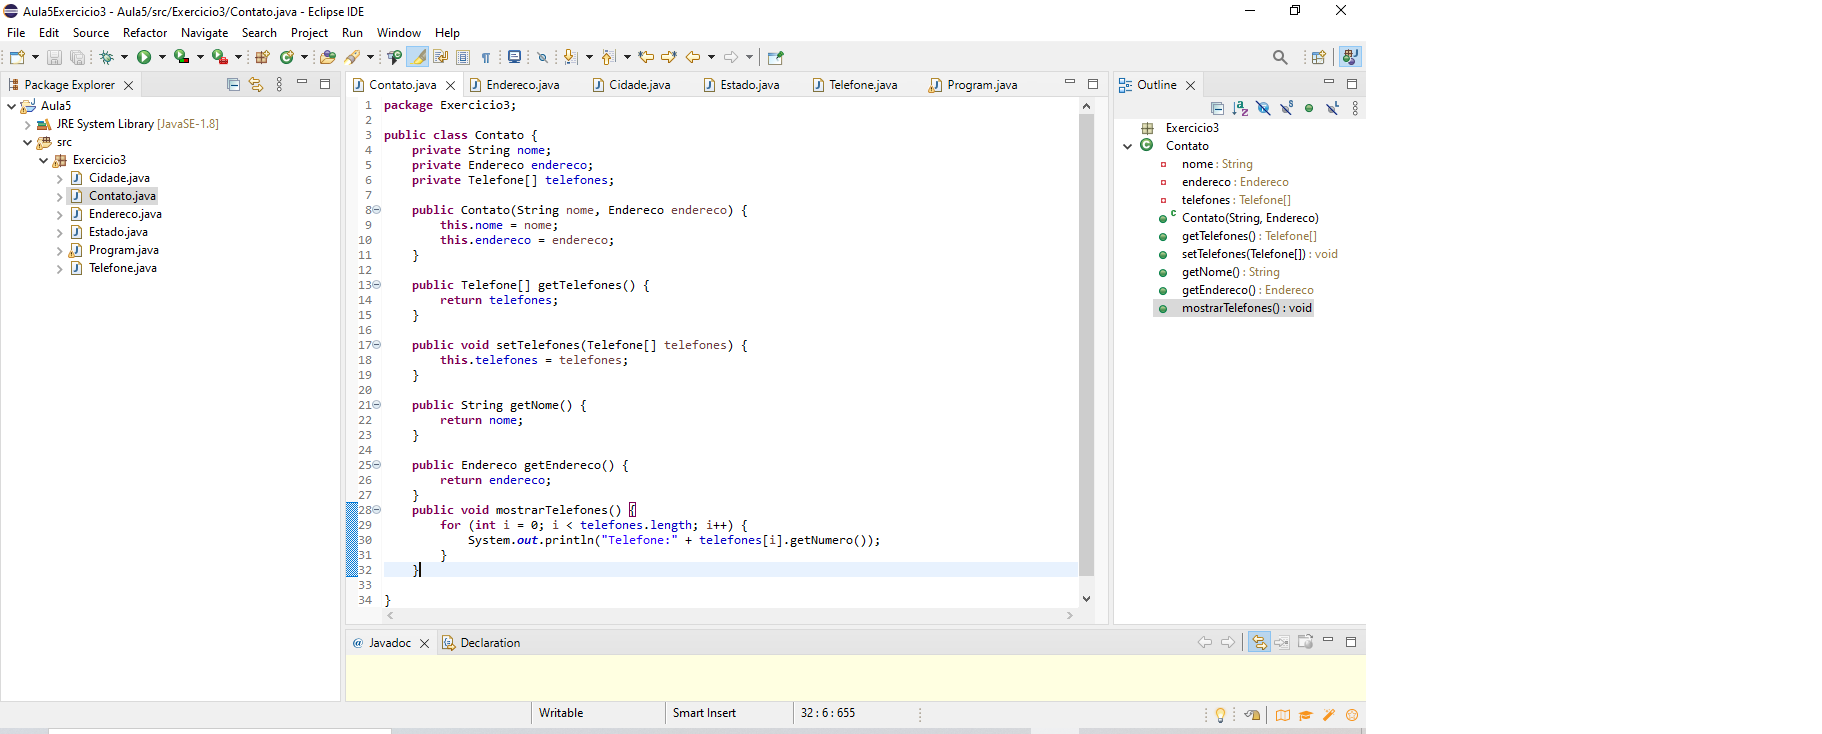 Aula5Exercicio3 - Aula5/src/Exercicio3/Contato.java - Eclipse IDE
File Edit Source Refactor Navigate Search Project Run Window Help
Package Explorer
Aula5
JRE System Library [JavaSE-1.8]
src
Exercicio3
Cidade.java
Contato.java
Endereco.java
Estado.java
Program.java
Telefone.java
Contato.java Endereco.java Cidade.java Estado.java Telefone.java Program.java
1 package Exercicio3;
2
3 public class Contato {
4 private String nome;
5 private Endereco endereco;
6 private Telefone[] telefones;
7
8 public Contato(String nome, Endereco endereco) {
9 this.nome = nome;
10 this.endereco = endereco;
11 }
12
13 public Telefone[] getTelefones() {
14 return telefones;
15 }
16
17 public void setTelefones(Telefone[] telefones) {
18 this.telefones = telefones;
19 }
20
21 public String getNome() {
22 return nome;
23 }
24
25 public Endereco getEndereco() {
26 return endereco;
27 }
28 public void mostrarTelefones() {
29 for (int i = 0; i < telefones.length; i++) {
30 System.out.println("Telefone:" + telefones[i].getNumero());
31 }
32 }
33
34 }
Outline
Exercicio3
Contato
nome : String
endereco : Endereco
telefones : Telefone[]
Contato(String, Endereco)
getTelefones() : Telefone[]
setTelefones(Telefone[]) : void
getNome() : String
getEndereco() : Endereco
mostrarTelefones() : void
@ Javadoc Declaration
Writable Smart Insert 32 : 6 : 655